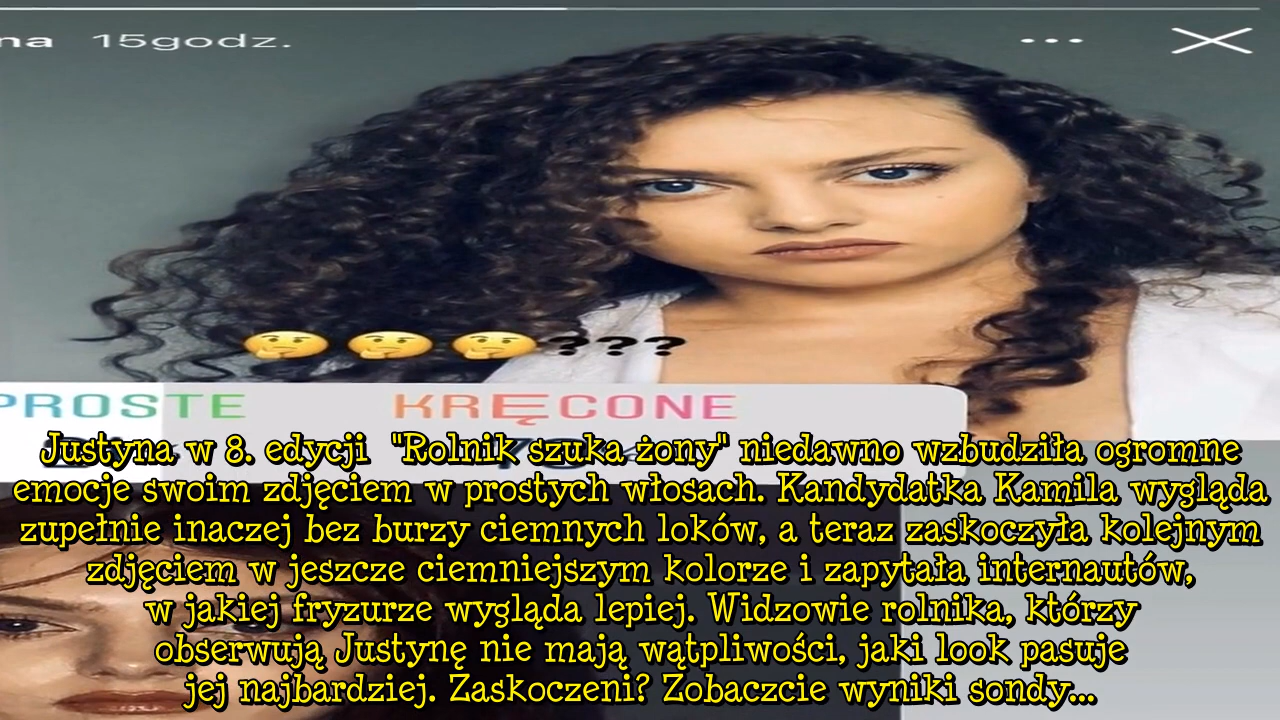 na 15godz.
???
PROSTE KRĘCONE
Justyna w 8. edycji "Rolnik szuka żony" niedawno wzbudziła ogromne
emocje swoim zdjęciem w prostych włosach. Kandydatka Kamila wygląda
zupełnie inaczej bez burzy ciemnych loków, a teraz zaskoczyła kolejnym
zdjęciem w jeszcze ciemniejszym kolorze i zapytała internautów,
w jakiej fryzurze wygląda lepiej. Widzowie rolnika, którzy
obserwują Justynę nie mają wątpliwości, jaki look pasuje
jej najbardziej. Zaskoczeni? Zobaczcie wyniki sondy...